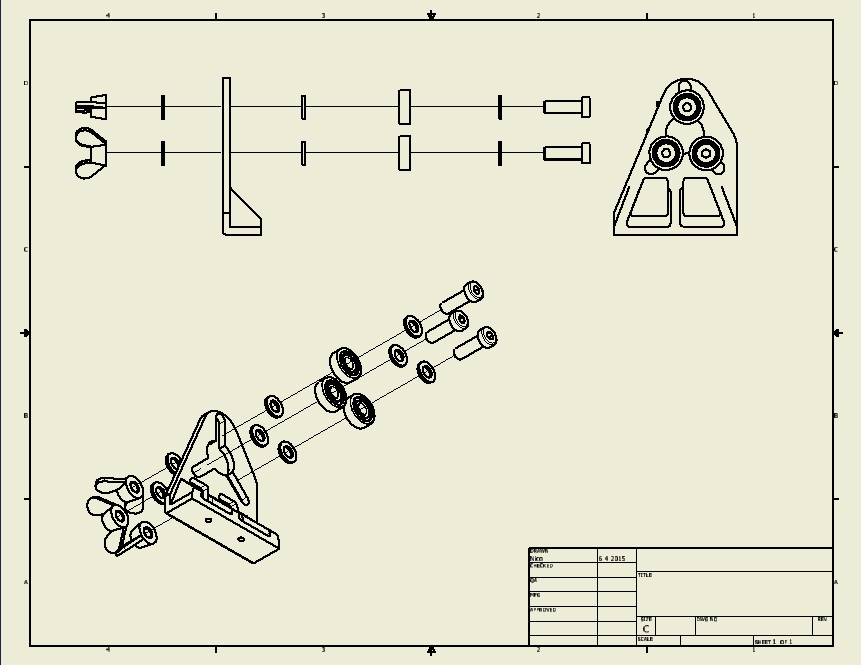 4 3 2 1
D D
C C
B B
A A
DRAWN
Nico 6 4 2015
CHECKED
QA
MFG
APPROVED
TITLE
SIZE
C
DWG NO
REV
SCALE
SHEET 1 OF 1
4 3 2 1